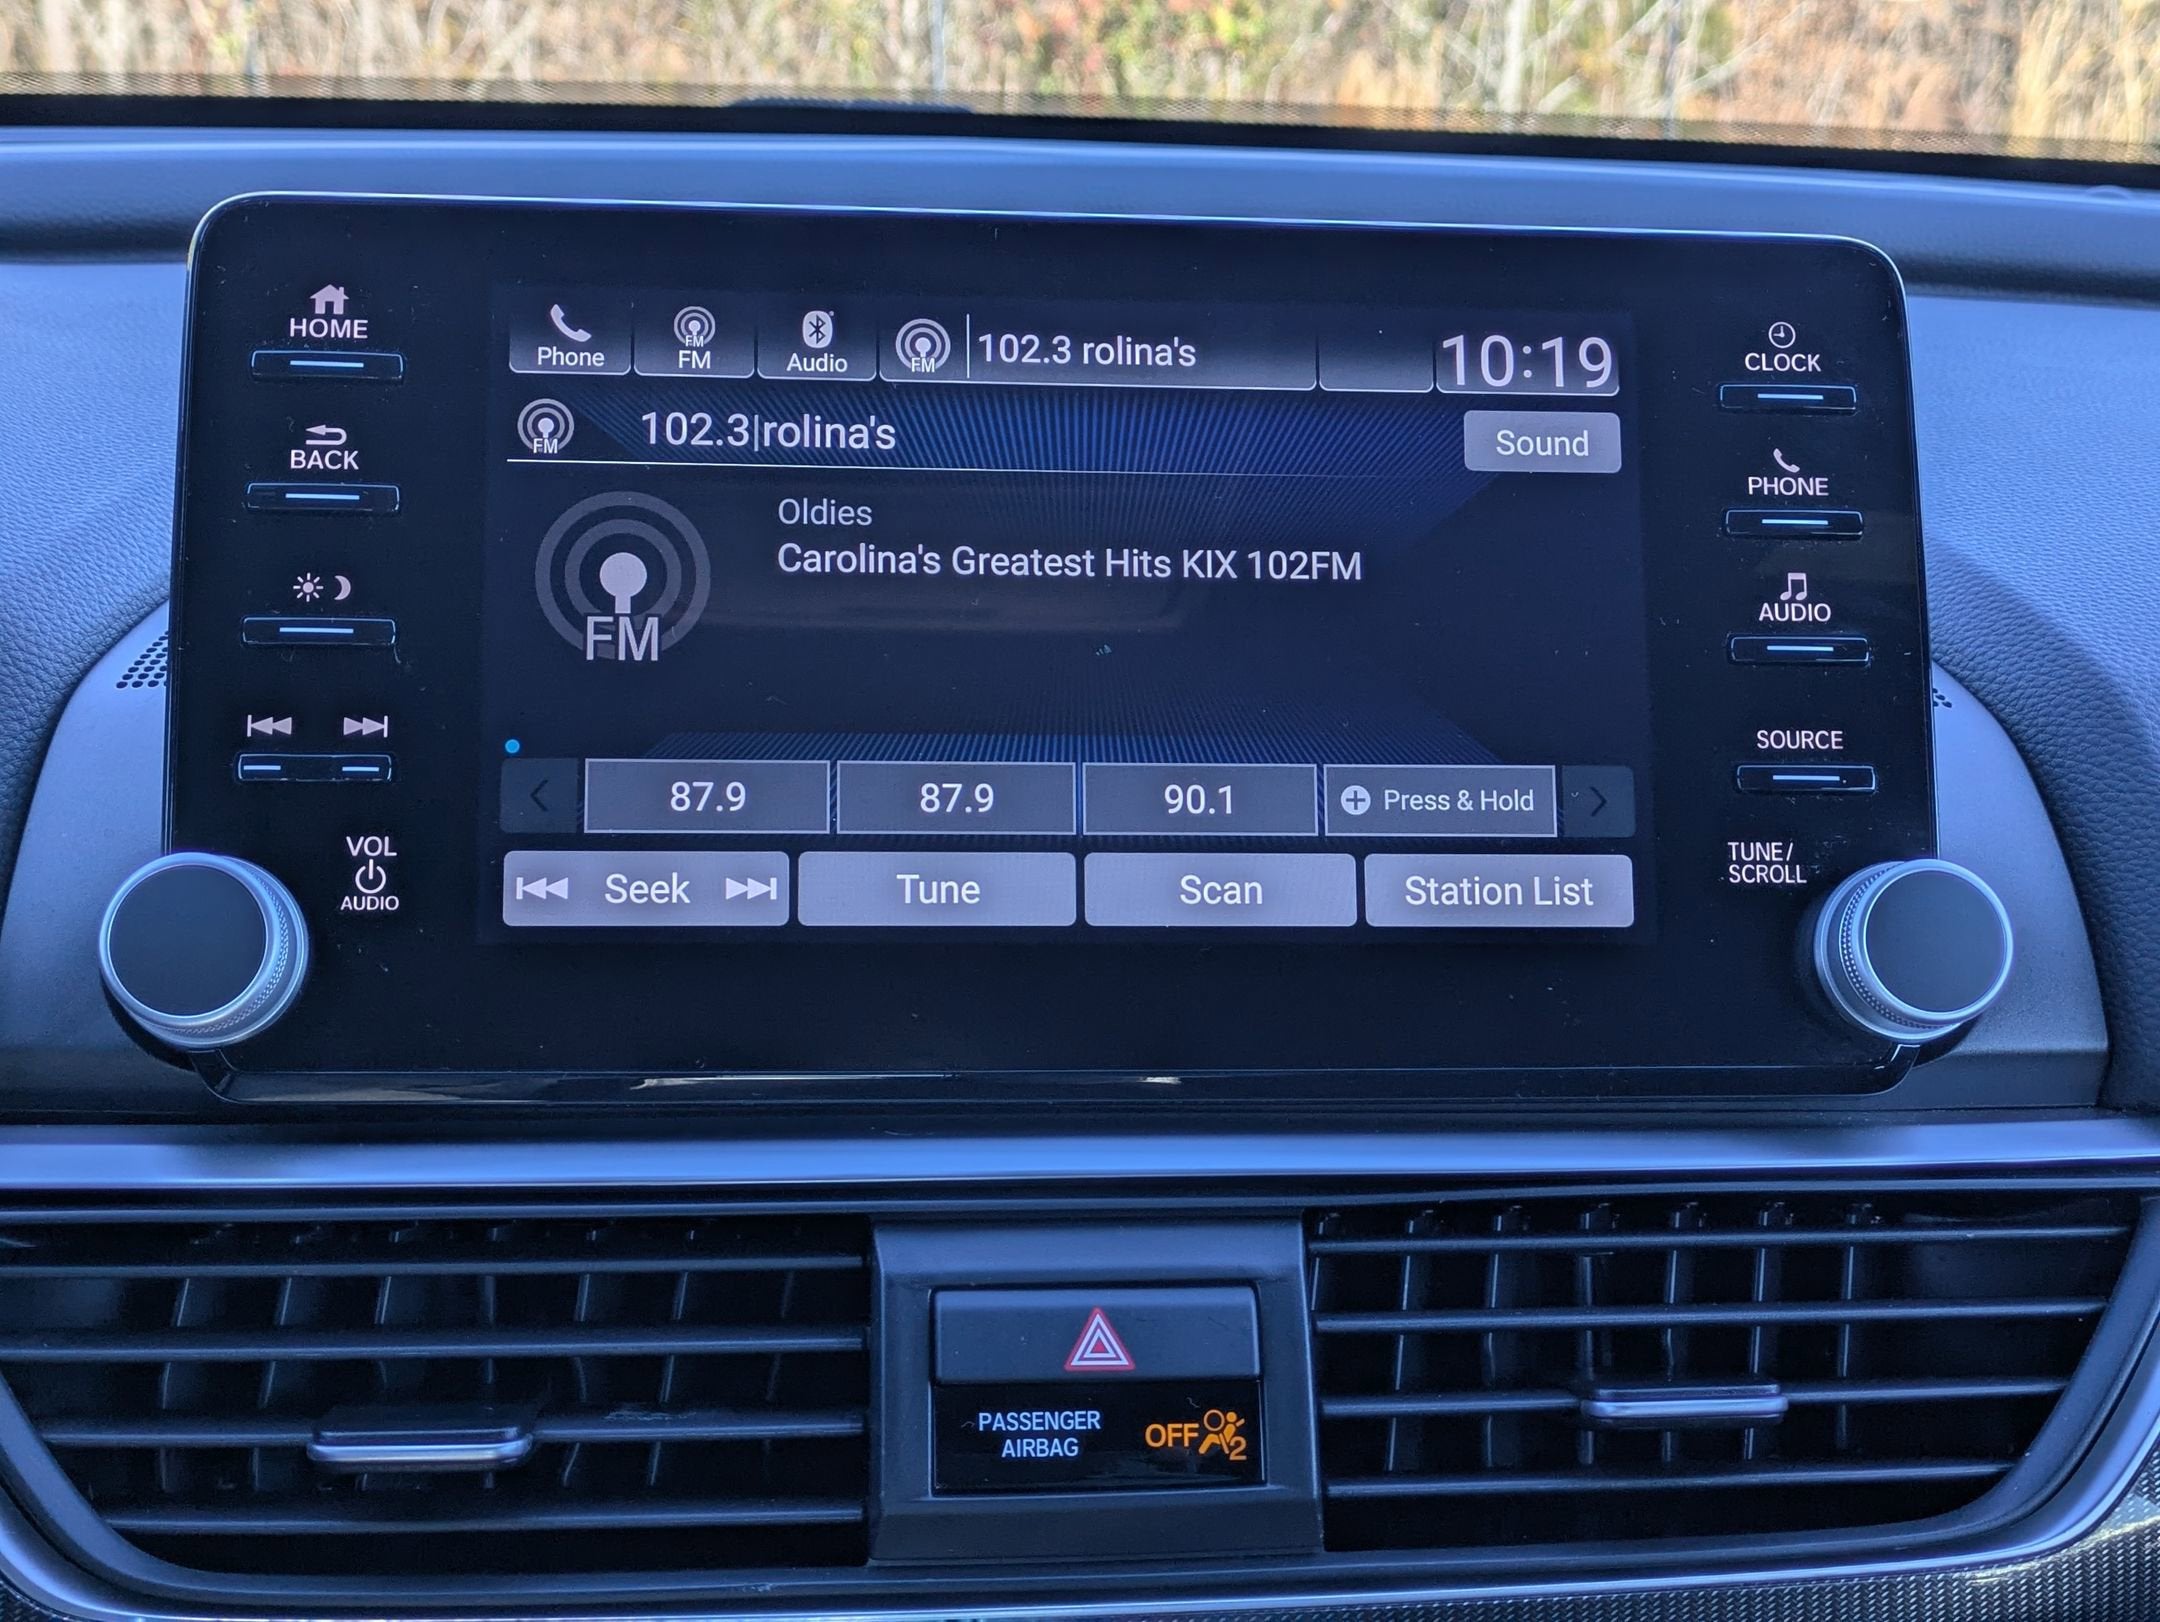 HOME
BACK
VOL
AUDIO
Phone
FM
FM
Audio
FM
102.3 rolina's
10:19
FM
102.3|rolina's
Sound
Oldies
Carolina's Greatest Hits KIX 102FM
FM
87.9
87.9
90.1
Press & Hold
Seek
Tune
Scan
Station List
CLOCK
PHONE
AUDIO
SOURCE
TUNE/
SCROLL
PASSENGER
AIRBAG
OFF
2